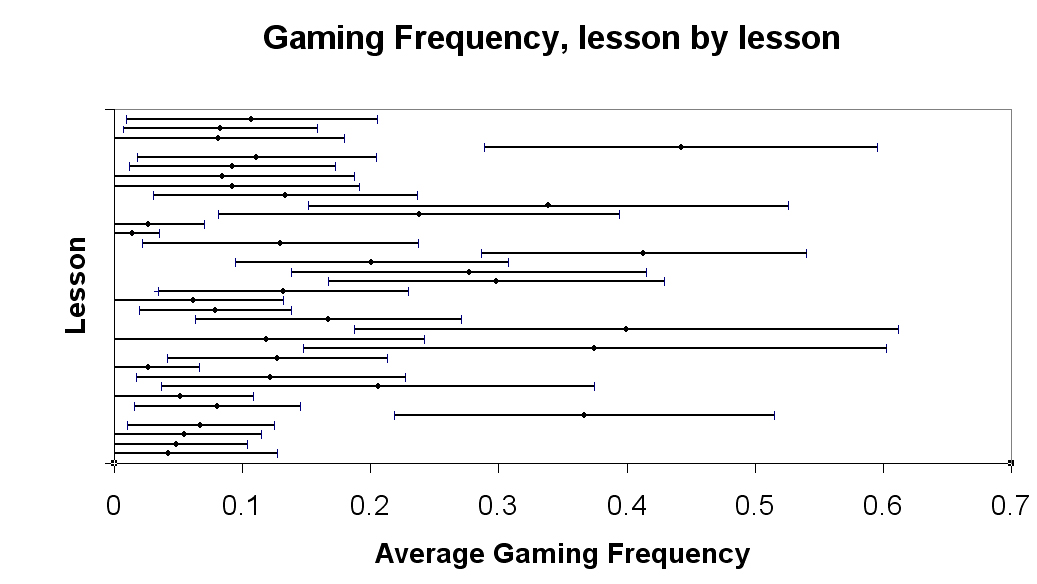 Gaming Frequency, lesson by lesson
Lesson
0 0.1 0.2 0.3 0.4 0.5 0.6 0.7
Average Gaming Frequency